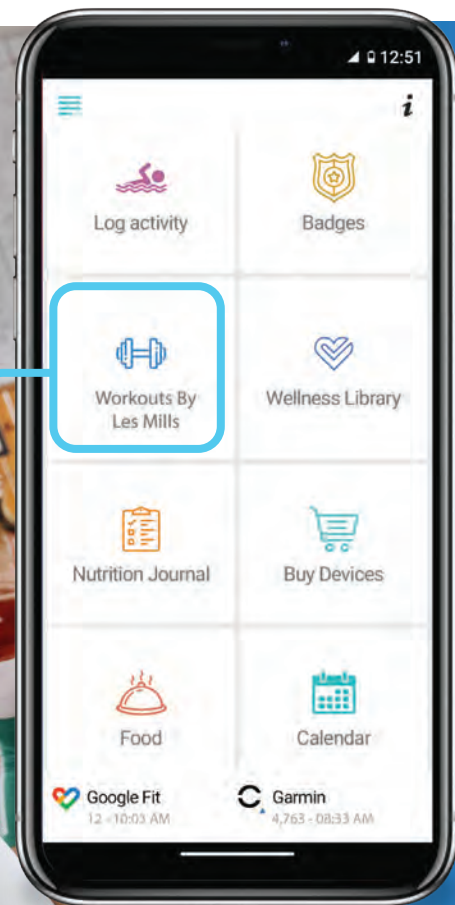 12:51
i
Log activity
Badges
Workouts By
Les Mills
Wellness Library
Nutrition Journal
Buy Devices
Food
Calendar
Google Fit
12 - 10:03 AM
Garmin
4,763 - 08:33 AM